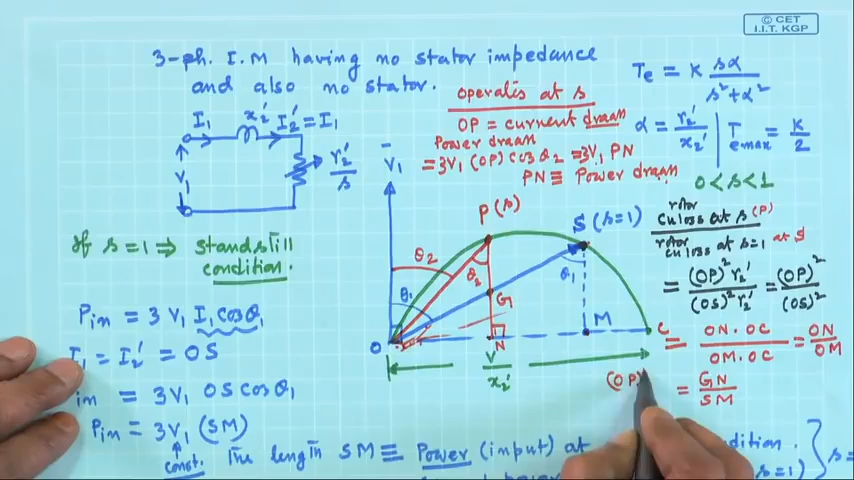 © CET
I.I.T. KGP
3-ph. I.M having no stator impedance
and also no stator.
operates at s
OP = current drawn
Power drawn
= 3V₁ (OP) cos θ₂ = 3V₁ PN
PN ≡ Power drawn
Te = K sα / s² + α²
α = r₂' / x₂' | Temax = K/2
0 < s < 1
I₁ x₂' I₂' = I₁
V₁
r₂'/s
V̄₁
P(s)
S (s=1)
θ₂
θ₁
θ₂
θ₁
G
M
C
O
N
V/x₂'
If s = 1 ⇒ standstill
condition.
Pin = 3 V₁ I₁ cos θ₁
I₁ = I₂' = OS
in = 3V₁ OS cos θ₁
Pin = 3V₁ (SM)
const.
rotor
cu loss at s (P)
rotor
cu loss at s=1 at S
= (OP)² r₂' / (OS)² r₂' = (OP)² / (OS)²
= ON · OC / OM · OC = ON / OM
(OP)
= GN / SM
The length SM ≡ Power (input) at
dition.
s=1)
s=